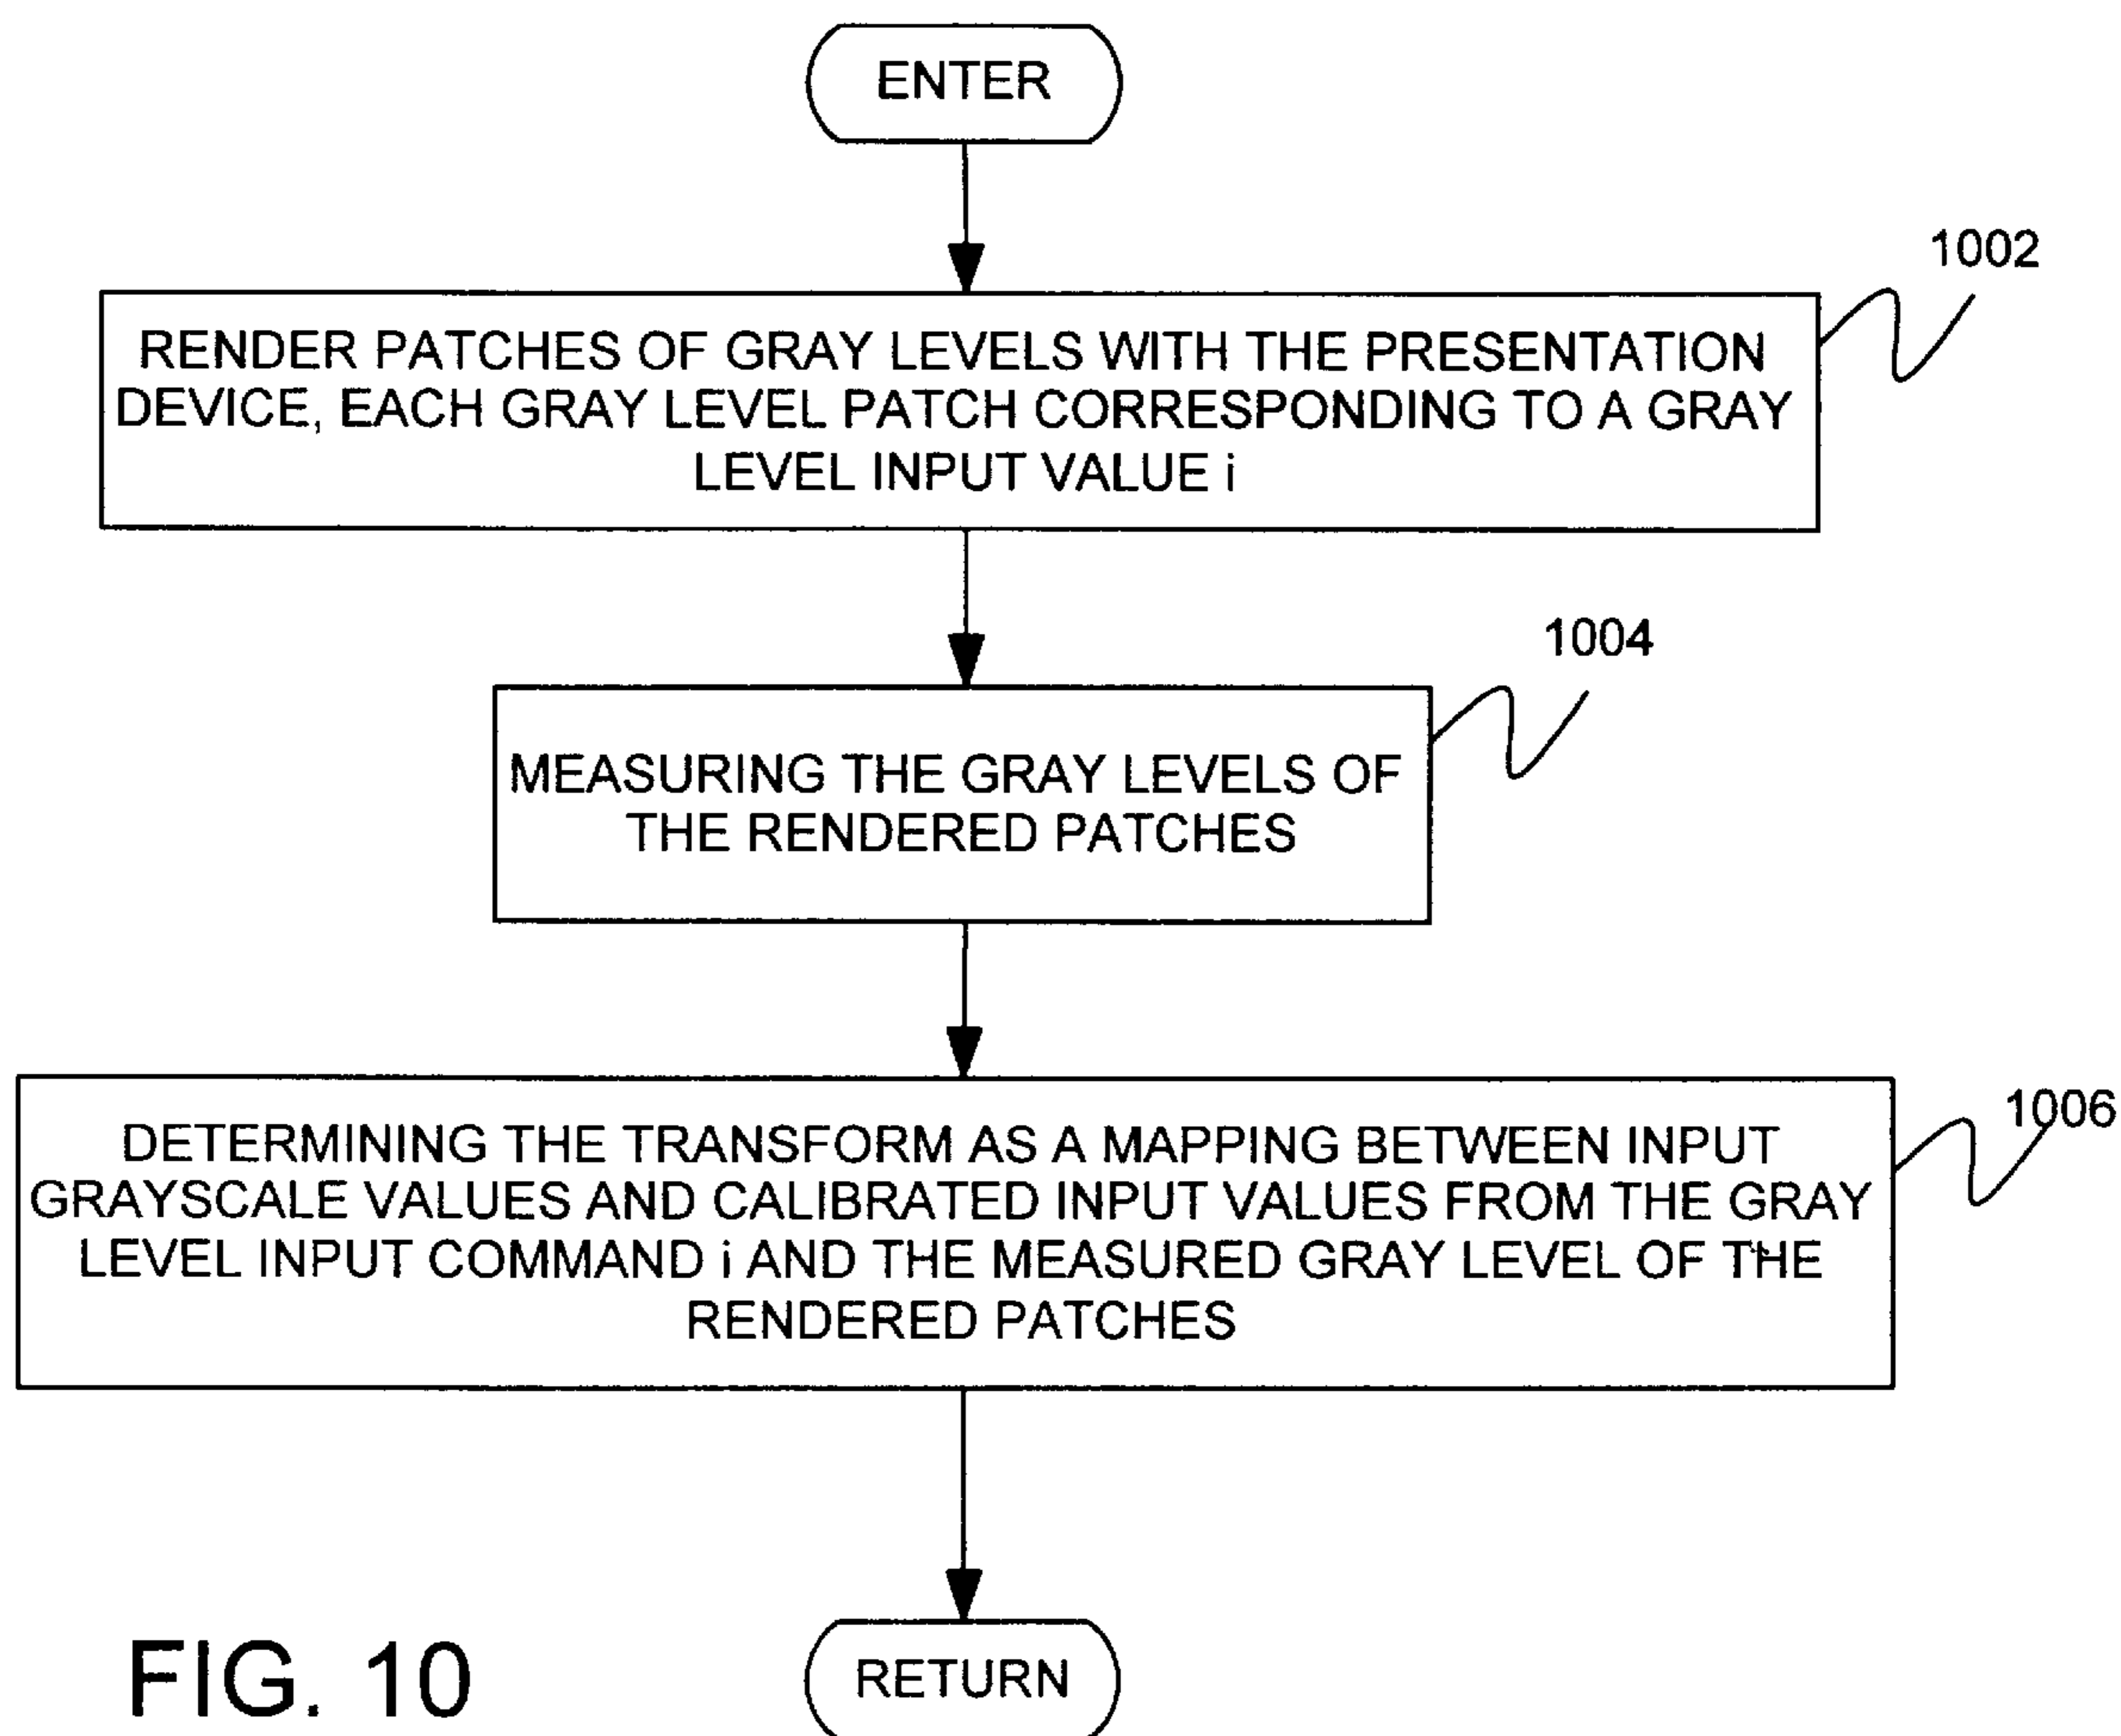 ENTER
1002
RENDER PATCHES OF GRAY LEVELS WITH THE PRESENTATION
DEVICE, EACH GRAY LEVEL PATCH CORRESPONDING TO A GRAY
LEVEL INPUT VALUE i
1004
MEASURING THE GRAY LEVELS OF
THE RENDERED PATCHES
1006
DETERMINING THE TRANSFORM AS A MAPPING BETWEEN INPUT
GRAYSCALE VALUES AND CALIBRATED INPUT VALUES FROM THE GRAY
LEVEL INPUT COMMAND i AND THE MEASURED GRAY LEVEL OF THE
RENDERED PATCHES
RETURN
FIG. 10